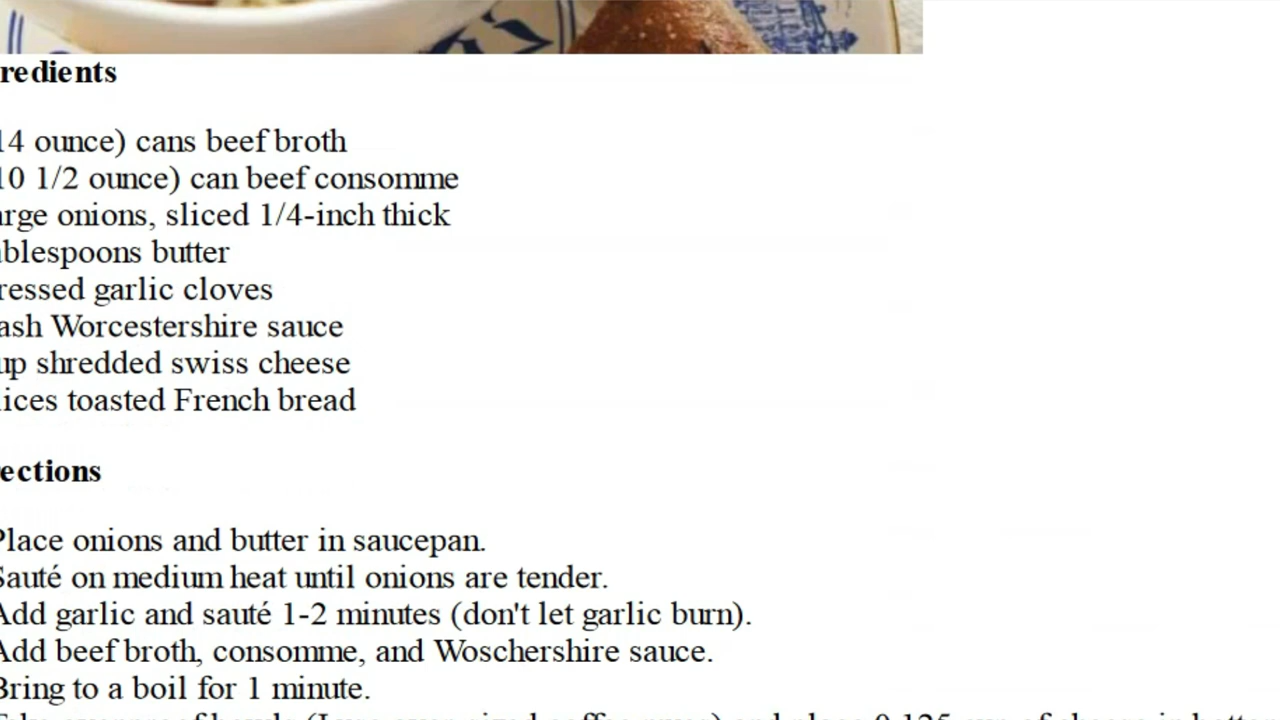 redients
14 ounce) cans beef broth
10 1/2 ounce) can beef consomme
arge onions, sliced 1/4-inch thick
ablespoons butter
ressed garlic cloves
ash Worcestershire sauce
up shredded swiss cheese
lices toasted French bread
ections
Place onions and butter in saucepan.
Sauté on medium heat until onions are tender.
Add garlic and sauté 1-2 minutes (don't let garlic burn).
Add beef broth, consomme, and Woschershire sauce.
Bring to a boil for 1 minute.